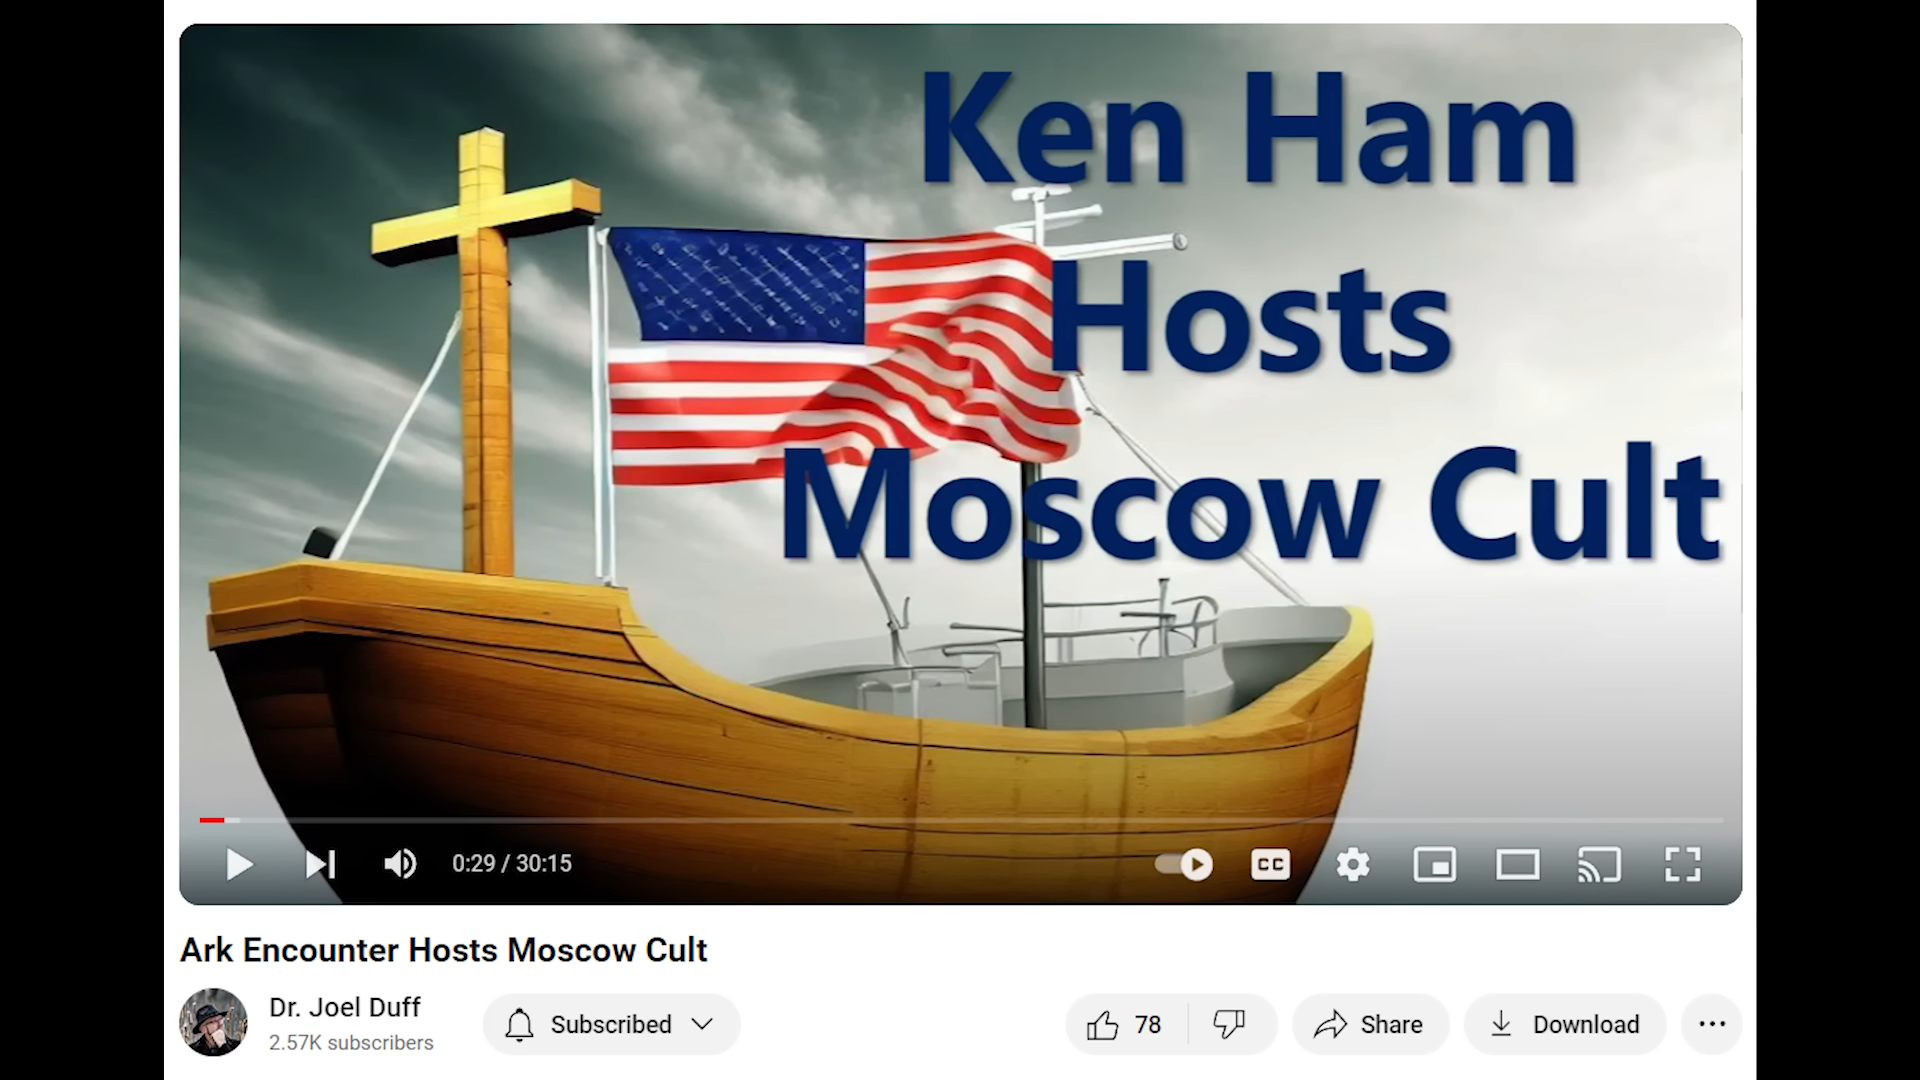 Ken Ham
Hosts
Moscow Cult
0:29 / 30:15
CC
Ark Encounter Hosts Moscow Cult
Dr. Joel Duff
2.57K subscribers
Subscribed
78
Share
Download